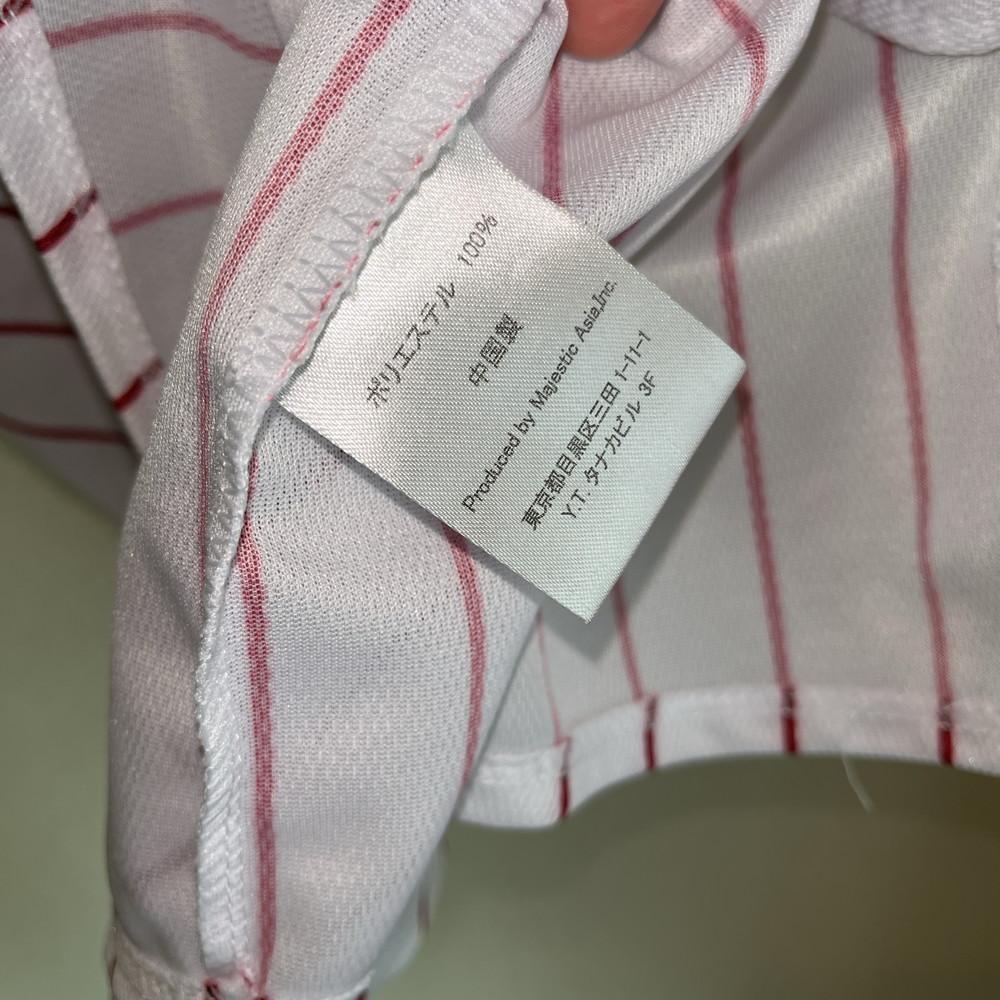 ポリエステル 100%
中国製
Produced by Majestic Asia,Inc.
東京都目黒区三田 1-11-1
Y.T. タナカビル 3F